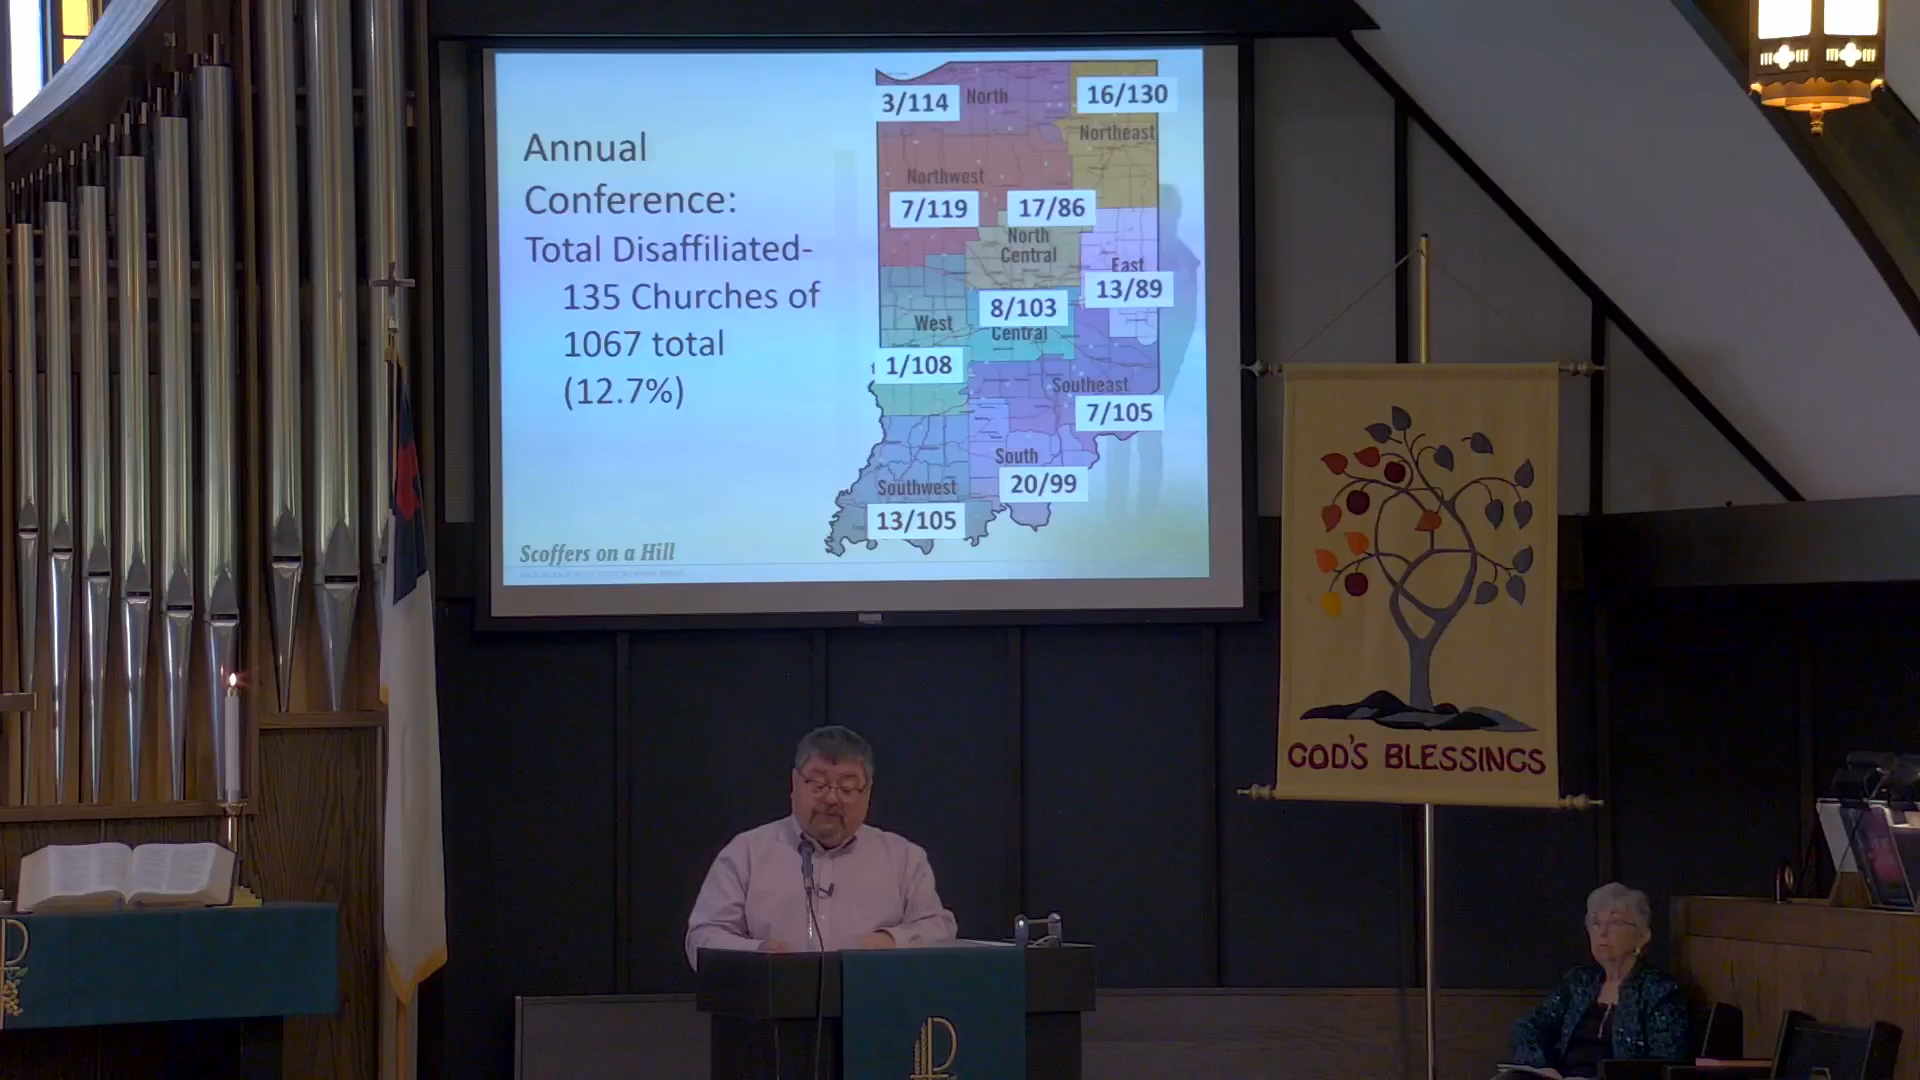 Annual
Conference:
Total Disaffiliated-
135 Churches of
1067 total
(12.7%)
Scoffers on a Hill
3/114
North
16/130
Northeast
Northwest
7/119
17/86
North
Central
East
13/89
8/103
Central
West
1/108
Southeast
7/105
South
20/99
Southwest
13/105
GOD'S BLESSINGS